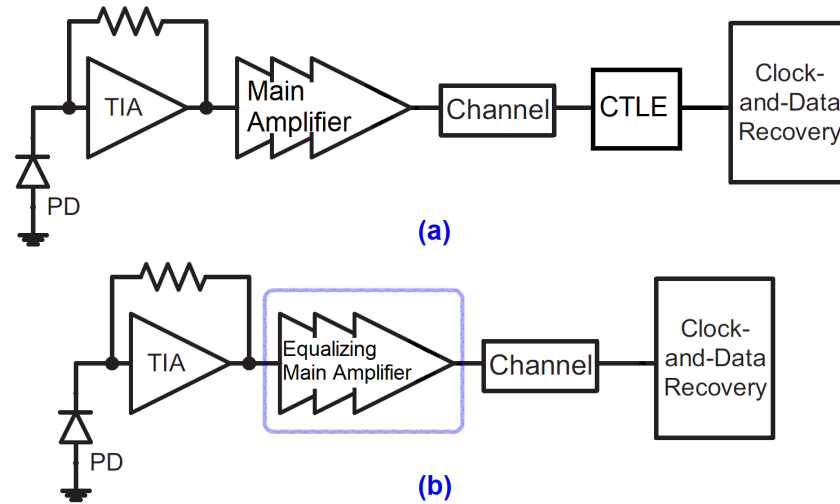 TIA
Main
Amplifier
Channel
CTLE
Clock-
and-Data
Recovery
PD
(a)
TIA
Equalizing
Main Amplifier
Channel
Clock-
and-Data
Recovery
PD
(b)